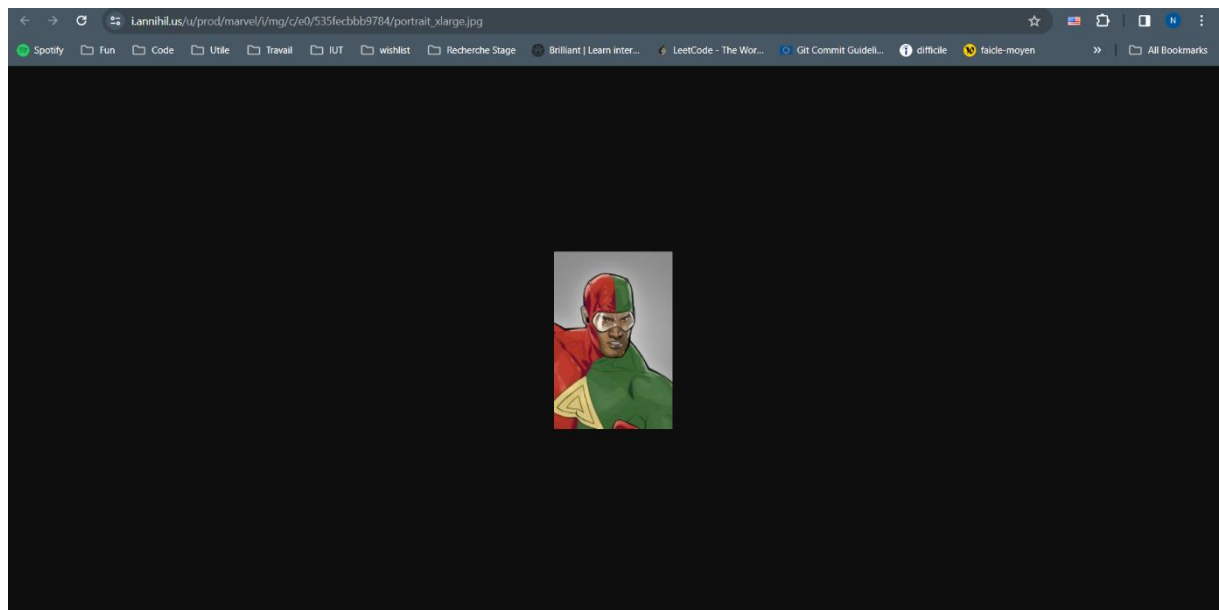 i.annihil.us/u/prod/marvel/i/mg/c/e0/535fecbbb9784/portrait_xlarge.jpg
N
Spotify Fun Code Utile Travail IUT wishlist Recherche Stage Brilliant | Learn inter... LeetCode - The Wor... Git Commit Guideli... difficile faicle-moyen » All Bookmarks